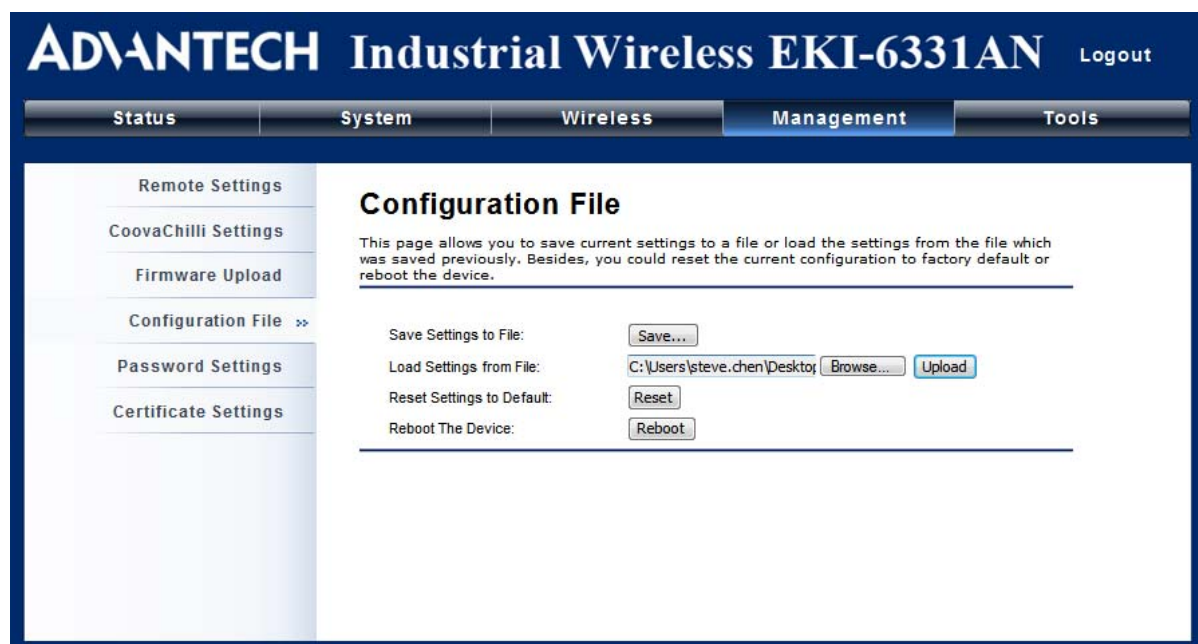 ADVANTECH Industrial Wireless EKI-6331AN Logout
Status System Wireless Management Tools
Remote Settings
CoovaChilli Settings
Firmware Upload
Configuration File »
Password Settings
Certificate Settings
Configuration File
This page allows you to save current settings to a file or load the settings from the file which
was saved previously. Besides, you could reset the current configuration to factory default or
reboot the device.
Save Settings to File: Save...
Load Settings from File: C:\Users\steve.chen\Desktop Browse... Upload
Reset Settings to Default: Reset
Reboot The Device: Reboot